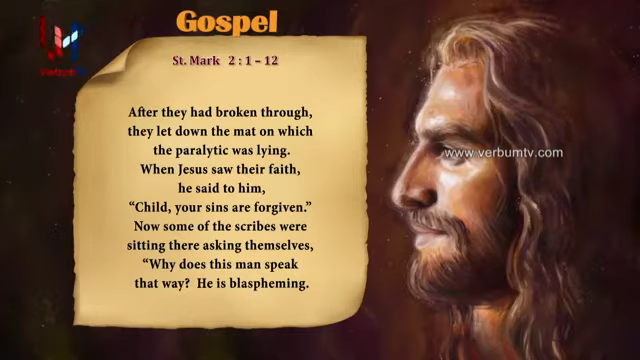 Gospel
St. Mark 2 : 1 – 12
After they had broken through,
they let down the mat on which
the paralytic was lying.
When Jesus saw their faith,
he said to him,
“Child, your sins are forgiven.”
Now some of the scribes were
sitting there asking themselves,
“Why does this man speak
that way? He is blaspheming.
www.verbumtv.com